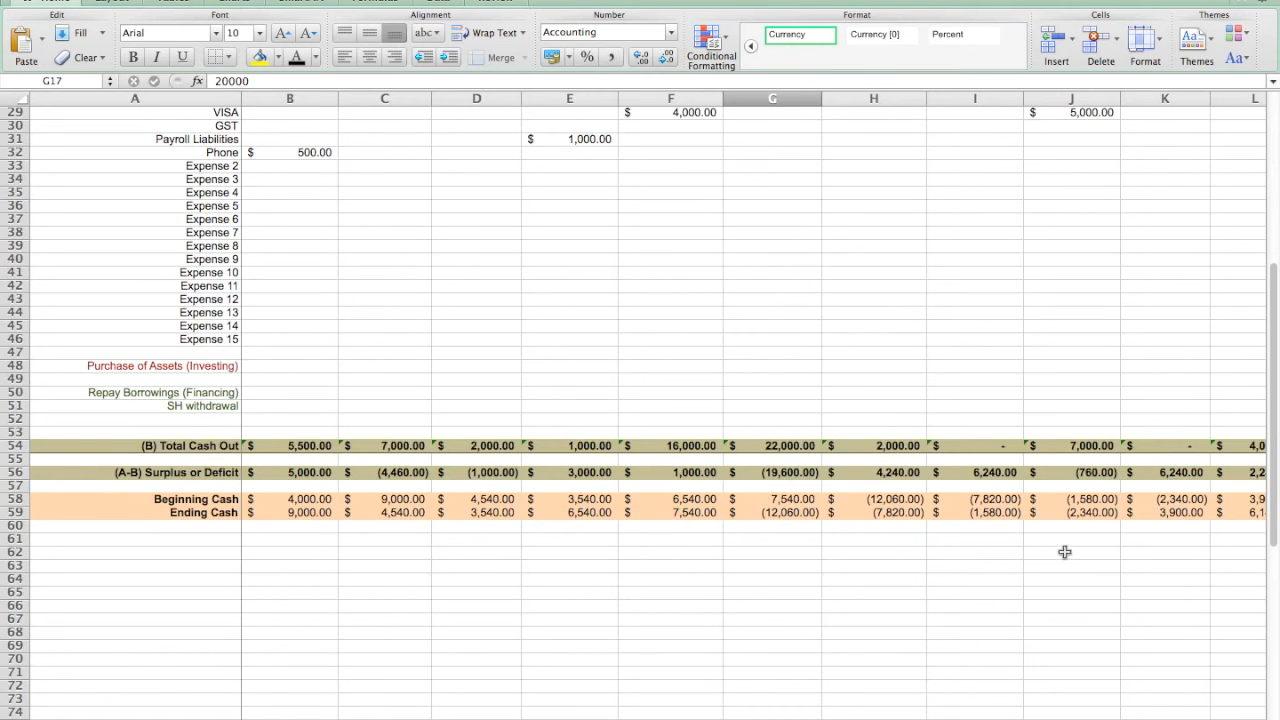 Edit Font Alignment Number Format Cells Themes
Fill Arial 10 A A abc Wrap Text Accounting Currency Currency [0] Percent
Paste Clear B I U A Merge % , Conditional Formatting Insert Delete Format Themes Aa
G17 fx 20000
A B C D E F G H I J K L
29 VISA $ 4,000.00 $ 5,000.00
30 GST
31 Payroll Liabilities $ 1,000.00
32 Phone $ 500.00
33 Expense 2
34 Expense 3
35 Expense 4
36 Expense 5
37 Expense 6
38 Expense 7
39 Expense 8
40 Expense 9
41 Expense 10
42 Expense 11
43 Expense 12
44 Expense 13
45 Expense 14
46 Expense 15
47
48 Purchase of Assets (Investing)
49
50 Repay Borrowings (Financing)
51 SH withdrawal
52
53
54 (B) Total Cash Out $ 5,500.00 $ 7,000.00 $ 2,000.00 $ 1,000.00 $ 16,000.00 $ 22,000.00 $ 2,000.00 $ - $ 7,000.00 $ - $ 4,0
55
56 (A-B) Surplus or Deficit $ 5,000.00 $ (4,460.00) $ (1,000.00) $ 3,000.00 $ 1,000.00 $ (19,600.00) $ 4,240.00 $ 6,240.00 $ (760.00) $ 6,240.00 $ 2,2
57
58 Beginning Cash $ 4,000.00 $ 9,000.00 $ 4,540.00 $ 3,540.00 $ 6,540.00 $ 7,540.00 $ (12,060.00) $ (7,820.00) $ (1,580.00) $ (2,340.00) $ 3,9
59 Ending Cash $ 9,000.00 $ 4,540.00 $ 3,540.00 $ 6,540.00 $ 7,540.00 $ (12,060.00) $ (7,820.00) $ (1,580.00) $ (2,340.00) $ 3,900.00 $ 6,1
60
61
62
63
64
65
66
67
68
69
70
71
72
73
74